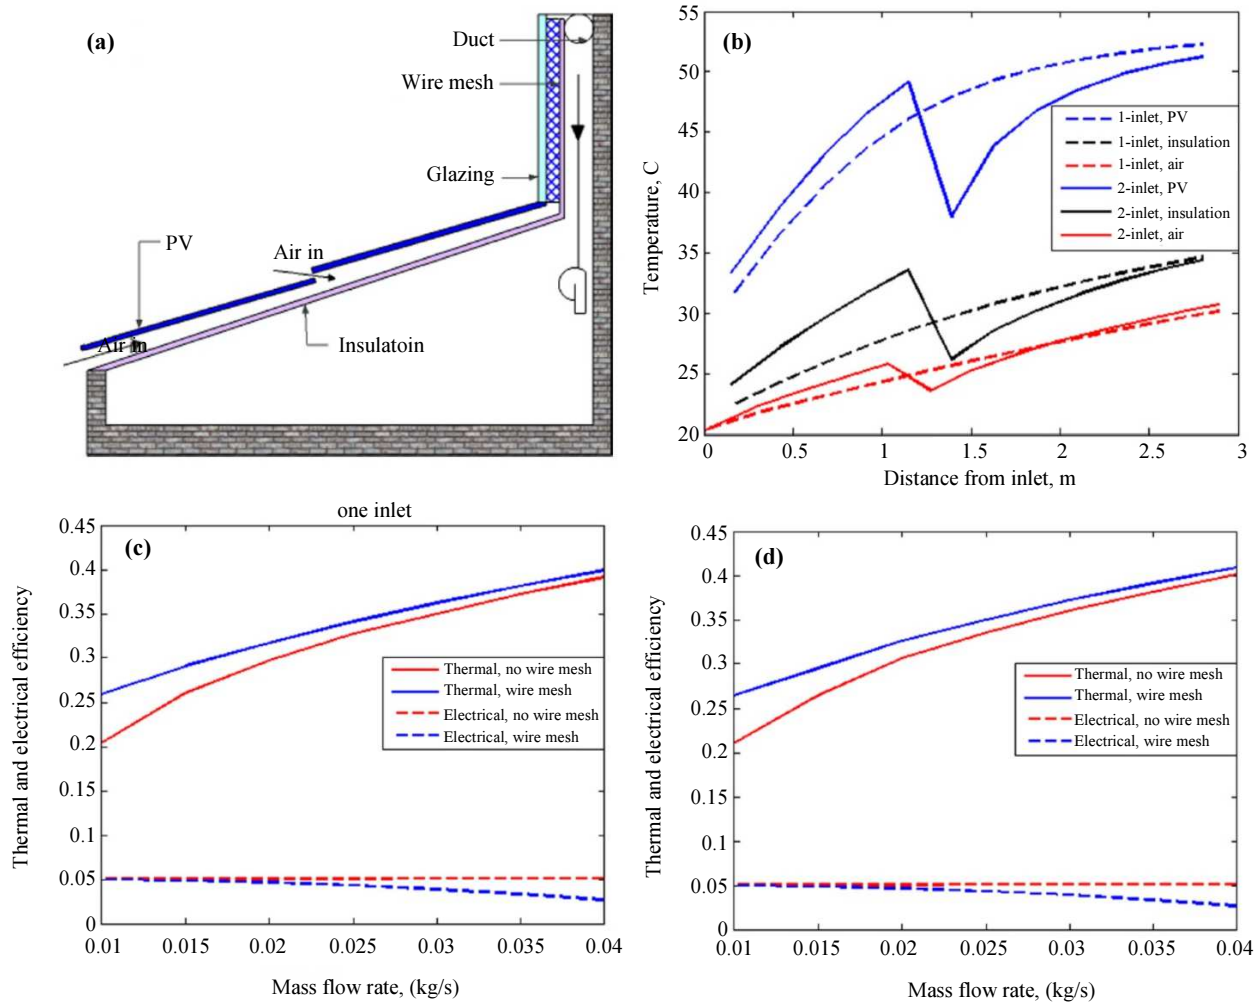 (a)
Duct
Wire mesh
Glazing
PV
Air in
Air in
Insulatoin
(b)
55
50
45
40
35
30
25
20
0
0.5
1
1.5
2
2.5
3
Temperature, C
Distance from inlet, m
1-inlet, PV
1-inlet, insulation
1-inlet, air
2-inlet, PV
2-inlet, insulation
2-inlet, air
one inlet
(c)
0.45
0.4
0.35
0.3
0.25
0.2
0.15
0.1
0.05
0
0.01
0.015
0.02
0.025
0.03
0.035
0.04
Thermal and electrical efficiency
Mass flow rate, (kg/s)
Thermal, no wire mesh
Thermal, wire mesh
Electrical, no wire mesh
Electrical, wire mesh
(d)
0.45
0.4
0.35
0.3
0.25
0.2
0.15
0.1
0.05
0
0.01
0.015
0.02
0.025
0.03
0.035
0.04
Thermal and electrical efficiency
Mass flow rate, (kg/s)
Thermal, no wire mesh
Thermal, wire mesh
Electrical, no wire mesh
Electrical, wire mesh